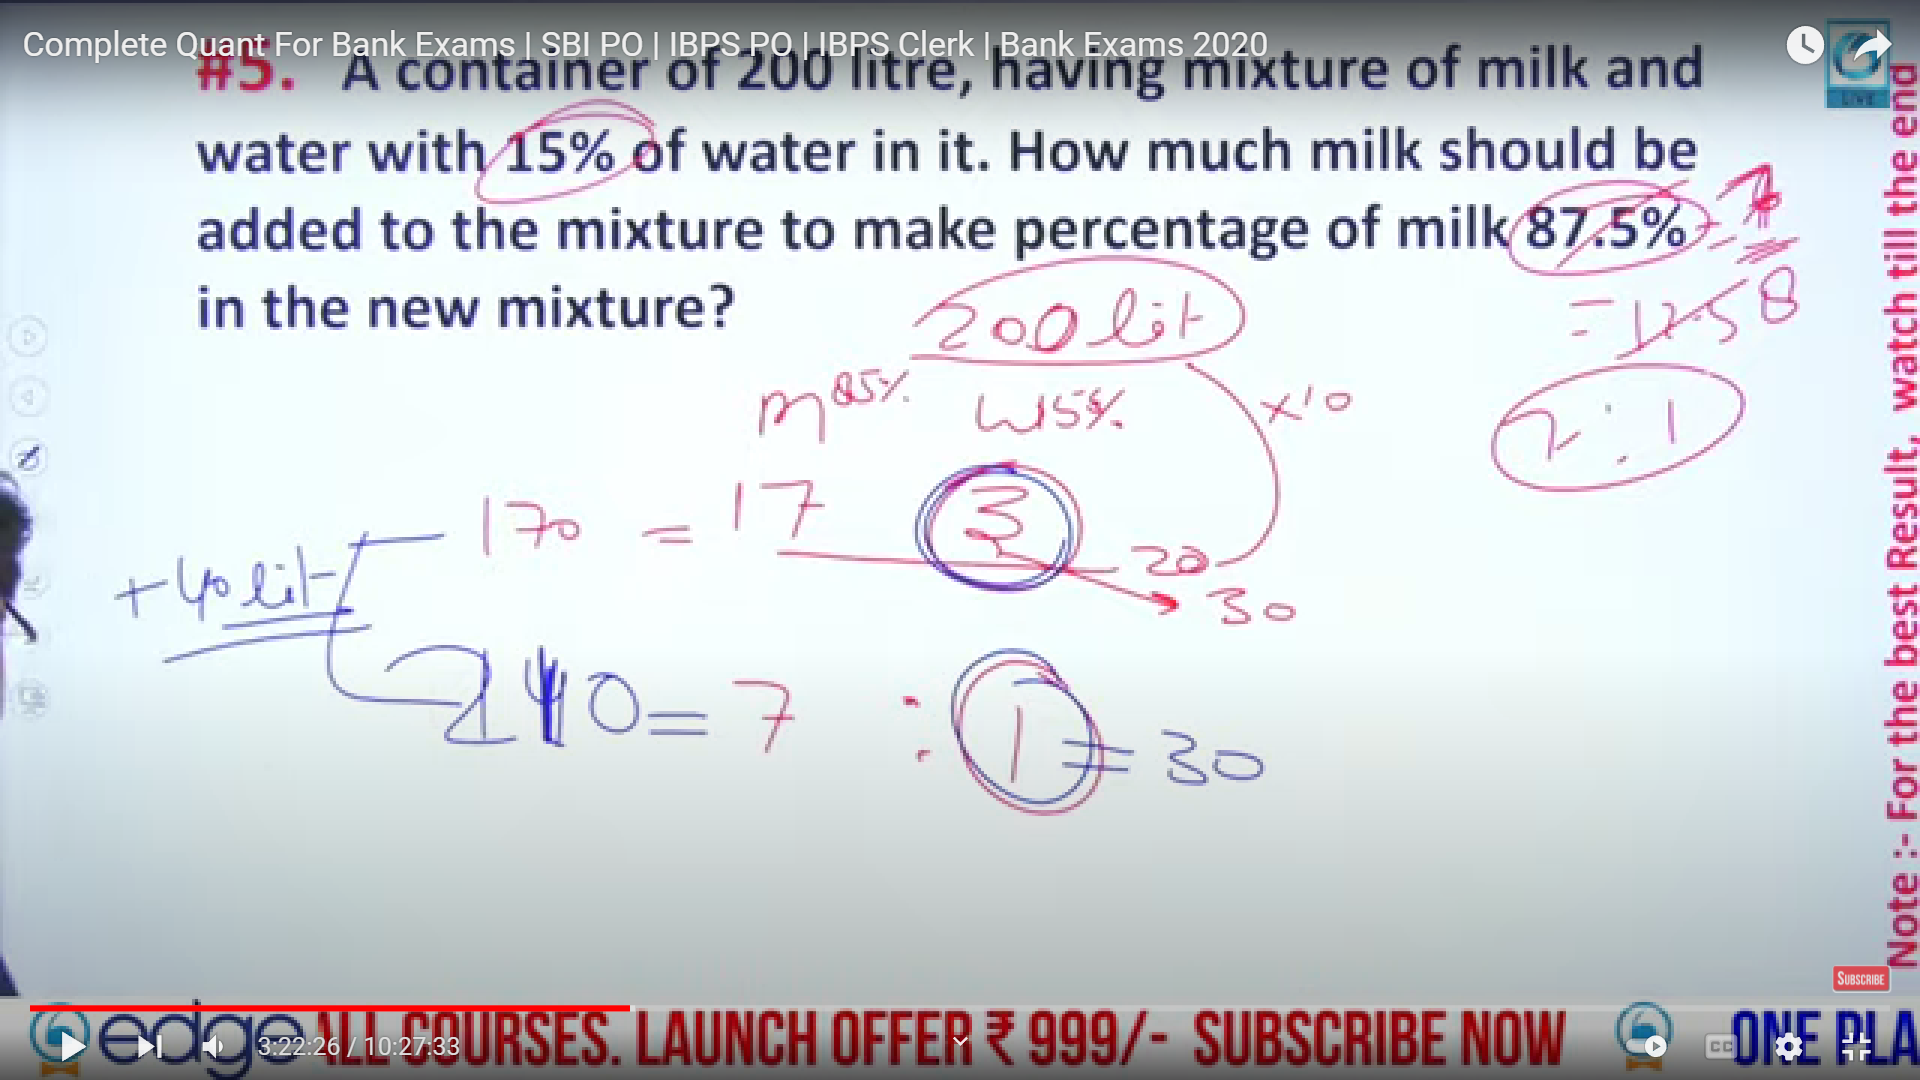 Complete Quant For Bank Exams | SBI PO | IBPS PO | IBPS Clerk | Bank Exams 2020
#5. A container of 200 litre, having mixture of milk and
water with 15% of water in it. How much milk should be
added to the mixture to make percentage of milk 87.5%
in the new mixture?
LIVE
200 lit
= 12.5 8
M 85% W 15%
×10
7 : 1
170 = 17 3 20
30
+40 lit
210 = 7 : 1 = 30
Note :- For the best Result, watch till the end
SUBSCRIBE
edge
ALL COURSES. LAUNCH OFFER ₹ 999/- SUBSCRIBE NOW
ONE PLA
3:22:26 / 10:27:33
CC